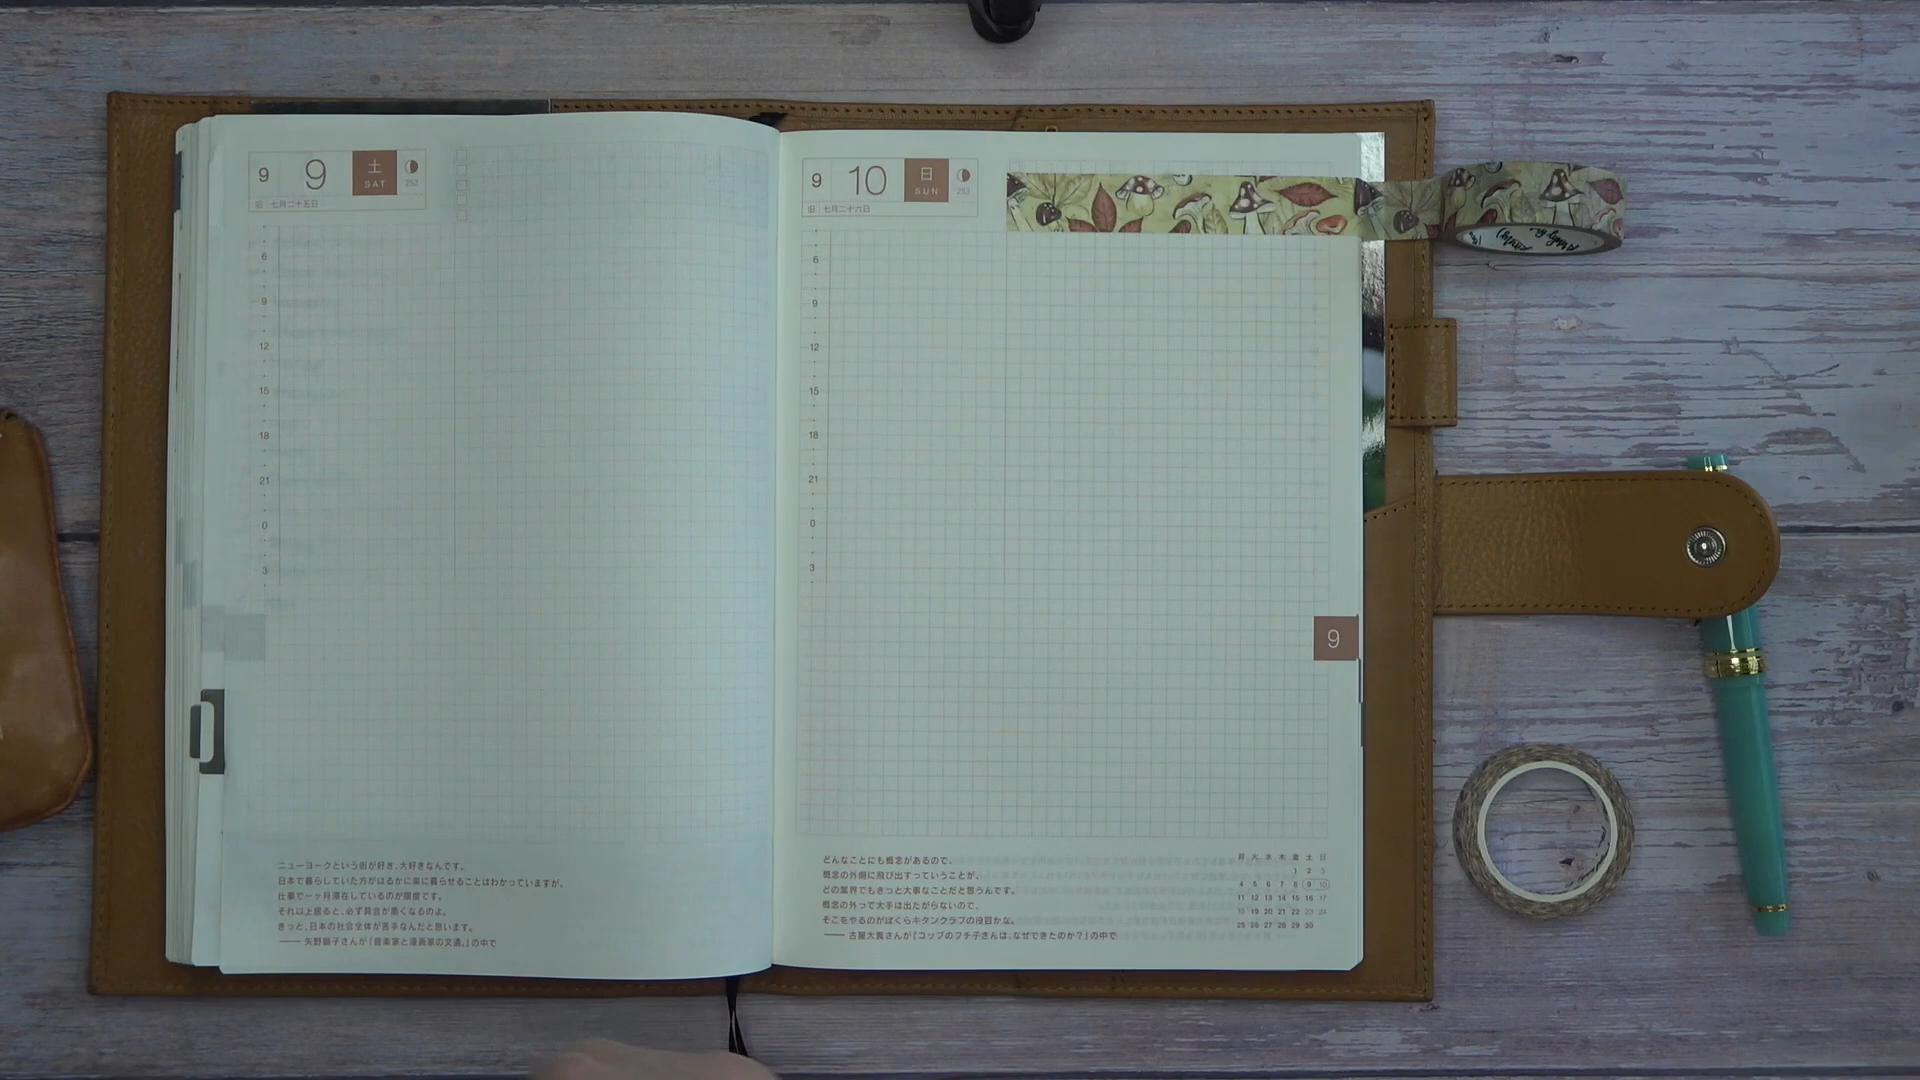 9 9 土 SAT 252
旧 七月二十五日
6
9
12
15
18
21
0
3
ニューヨークという街が好き、大好きなんです。
日本で暮らしていた方がはるかに楽に暮らせることはわかっていますが、
仕事で一ヶ月滞在しているのが限度です。
それ以上居ると、必ず具合が悪くなるのよ。
きっと、日本の社会全体が苦手なんだと思います。
—— 矢野顕子さんが『音楽家と漫画家の文通。』の中で
9 10 日 SUN 253
旧 七月二十六日
6
9
12
15
18
21
0
3
9
どんなことにも概念があるので、
概念の外側に飛び出すっていうことが、
どの業界でもきっと大事なことだと思うんです。
概念の外って大手は出たがらないので、
そこをやるのがぼくらキタンクラブの役目かな。
—— 古屋大貴さんが『コップのフチ子さんは、なぜできたのか？』の中で
月 火 水 木 金 土 日
1 2 3
4 5 6 7 8 9 10
11 12 13 14 15 16 17
18 19 20 21 22 23 24
25 26 27 28 29 30